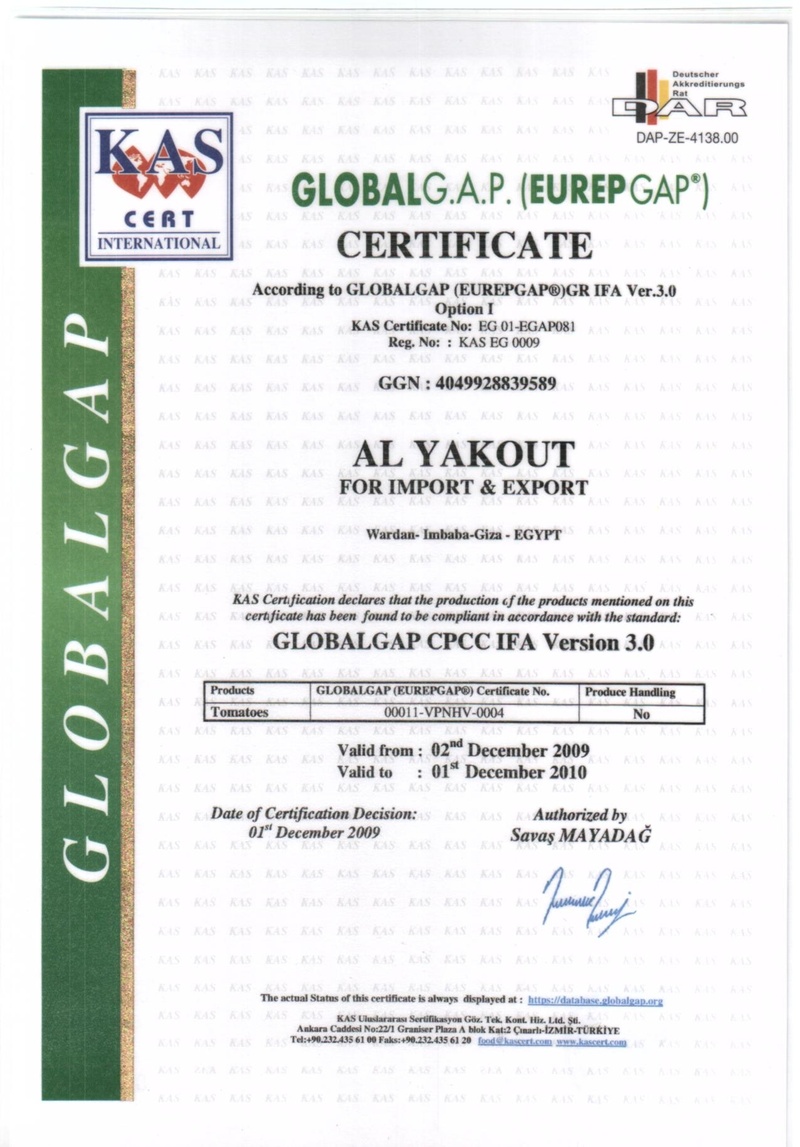 Deutscher
Akkreditierungs
Rat
DAR
DAP-ZE-4138.00
KAS
CERT
INTERNATIONAL
GLOBALG.A.P. (EUREPGAP®)
CERTIFICATE
According to GLOBALGAP (EUREPGAP®)GR IFA Ver.3.0
Option I
KAS Certificate No: EG 01-EGAP081
Reg. No: : KAS EG 0009
GGN : 4049928839589
AL YAKOUT
FOR IMPORT & EXPORT
Wardan- Imbaba-Giza - EGYPT
KAS Certification declares that the production of the products mentioned on this
certificate has been found to be compliant in accordance with the standard:
GLOBALGAP CPCC IFA Version 3.0
Products GLOBALGAP (EUREPGAP®) Certificate No. Produce Handling
Tomatoes 00011-VPNHV-0004 No
Valid from : 02nd December 2009
Valid to : 01st December 2010
Date of Certification Decision: Authorized by
01st December 2009 Savaş MAYADAĞ
The actual Status of this certificate is always displayed at : https://database.globalgap.org
KAS Uluslararası Sertifikasyon Göz. Tek. Kont. Hiz. Ltd. Şti.
Ankara Caddesi No:22/1 Graniser Plaza A blok Kat:2 Çınarlı-İZMİR-TÜRKİYE
Tel:+90.232.435 61 00 Faks:+90.232.435 61 20 food@kascert.com www.kascert.com
GLOBALGAP